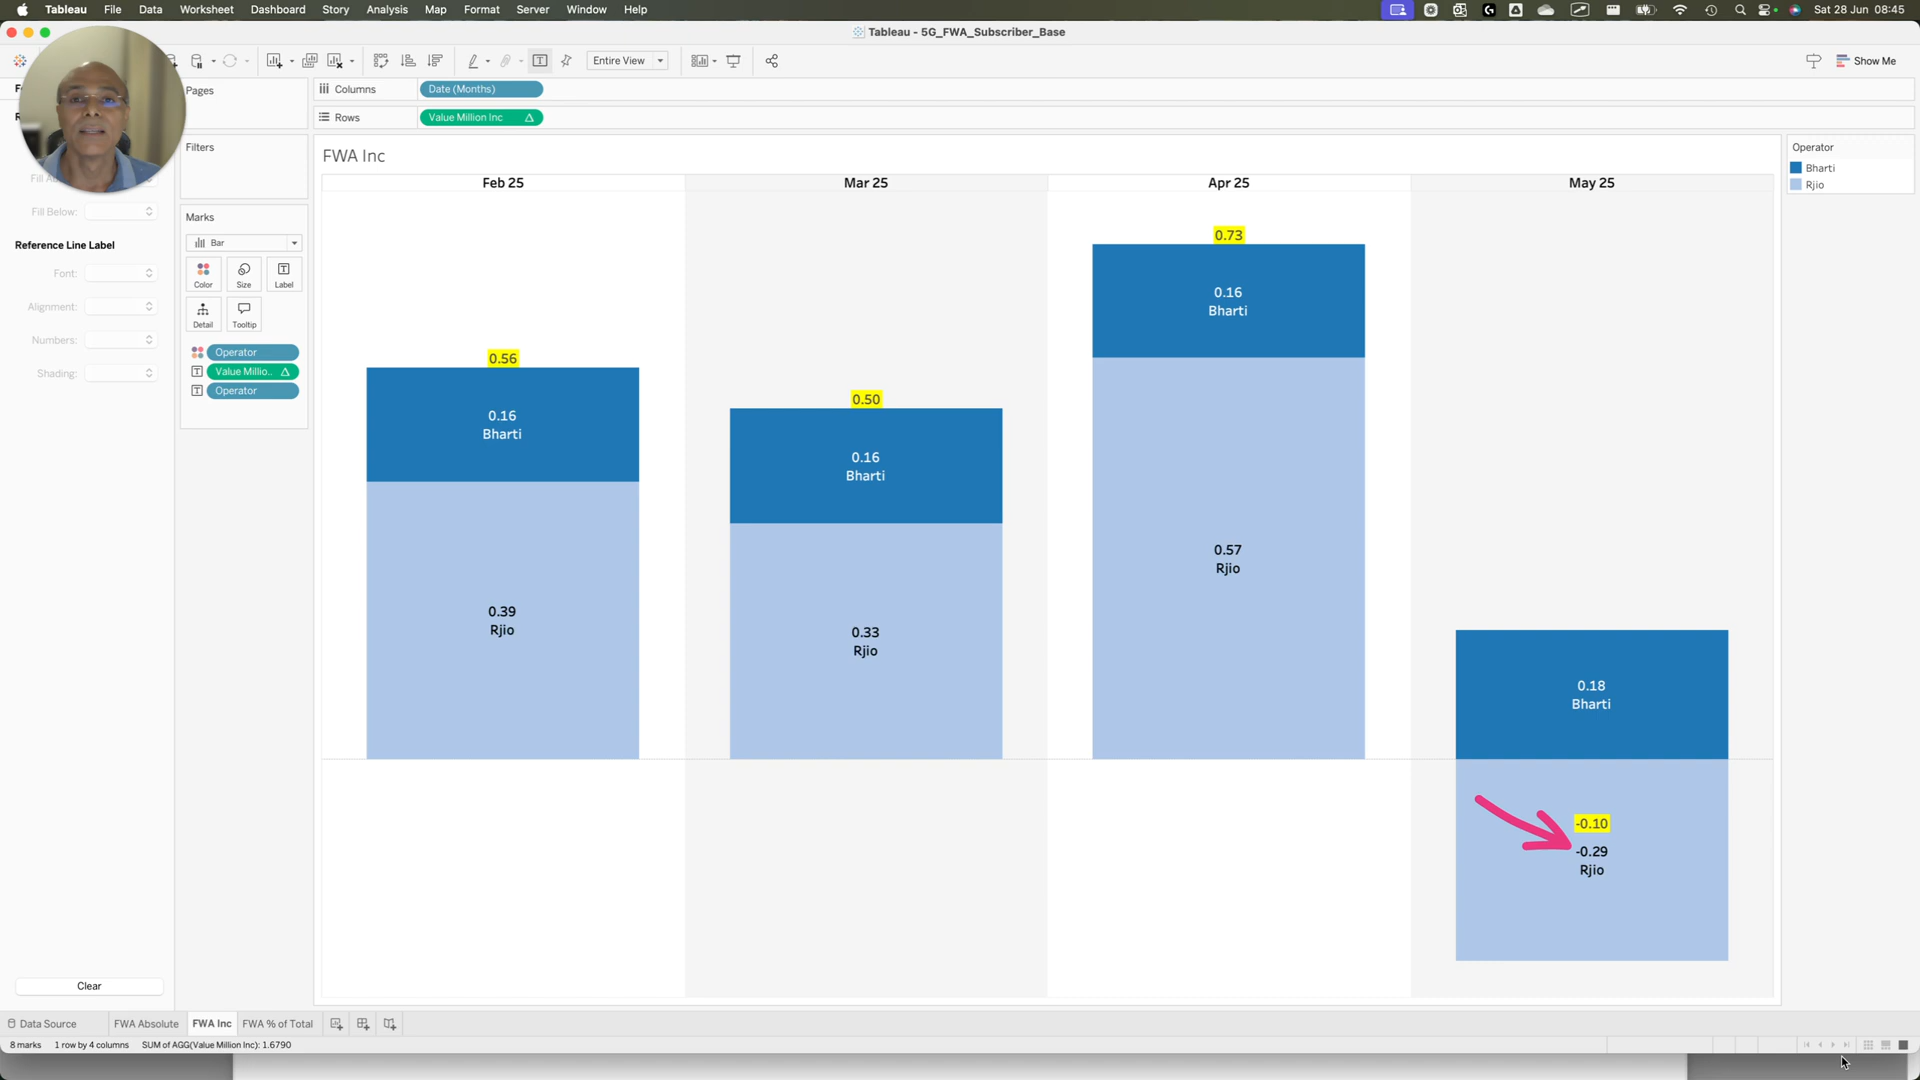 Tableau File Data Worksheet Dashboard Story Analysis Map Format Server Window Help
Sat 28 Jun 08:45
Tableau - 5G_FWA_Subscriber_Base
Entire View
Show Me
Pages
Columns
Date (Months)
Rows
Value Million Inc
Filters
FWA Inc
Operator
Bharti
Rjio
Feb 25
Mar 25
Apr 25
May 25
Fill Below:
Marks
Bar
Reference Line Label
Color
Size
Label
Font:
Alignment:
Detail
Tooltip
Numbers:
Operator
Shading:
Value Millio..
Operator
0.56
0.16
Bharti
0.39
Rjio
0.50
0.16
Bharti
0.33
Rjio
0.73
0.16
Bharti
0.57
Rjio
0.18
Bharti
-0.10
-0.29
Rjio
Clear
Data Source
FWA Absolute
FWA Inc
FWA % of Total
8 marks
1 row by 4 columns
SUM of AGG(Value Million Inc): 1.6790